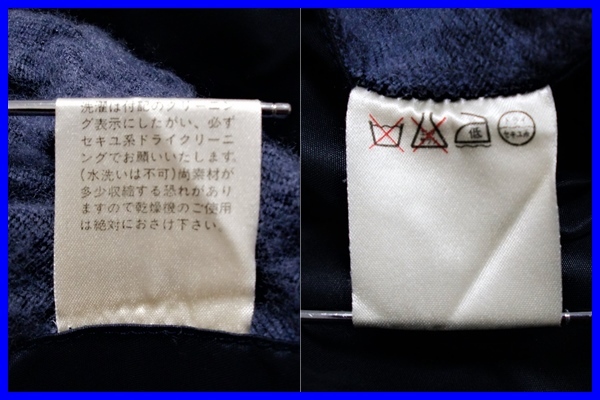 洗濯は付記のクリーニン
グ表示にしたがい、必ず
セキユ系ドライクリーニ
ングでお願いいたします。
(水洗いは不可)尚素材が
多少収縮する恐れがあり
ますので乾燥機のご使用
は絶対におさけ下さい。
低
ドライ
セキユ系